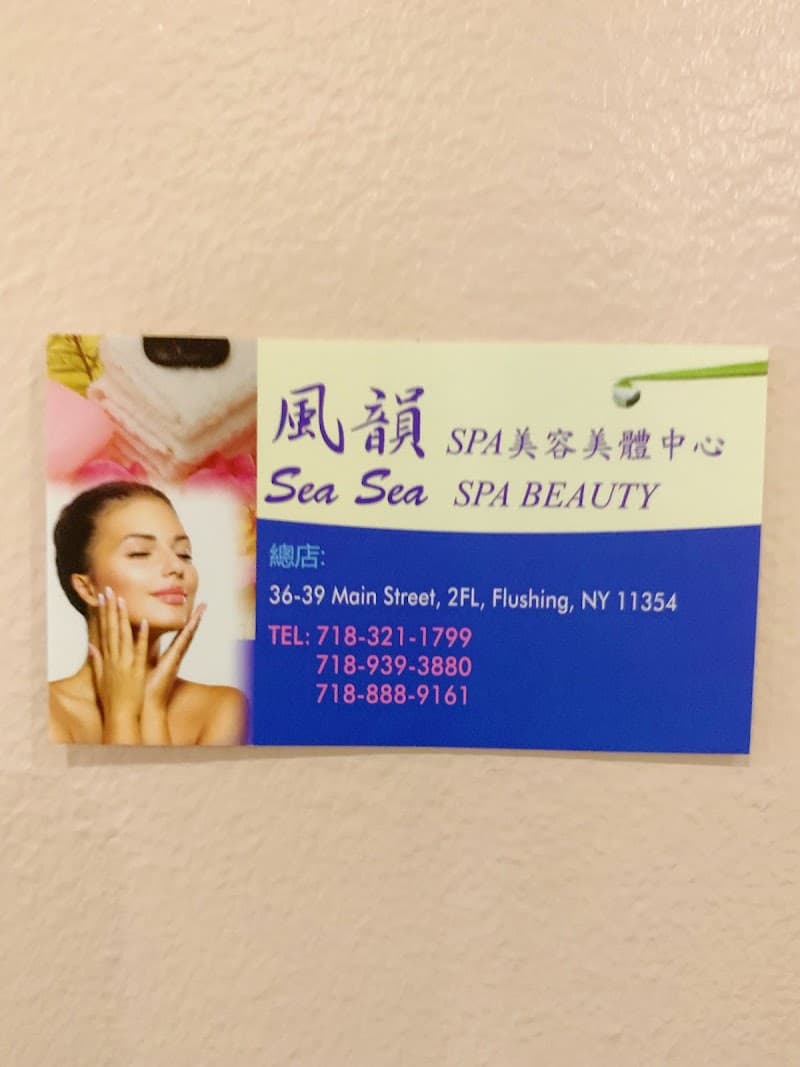 風韻 SPA美容美體中心
Sea Sea SPA BEAUTY
總店:
36-39 Main Street, 2FL, Flushing, NY 11354
TEL: 718-321-1799
718-939-3880
718-888-9161